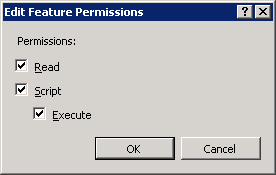 Edit Feature Permissions
Permissions:
Read
Script
Execute
OK Cancel